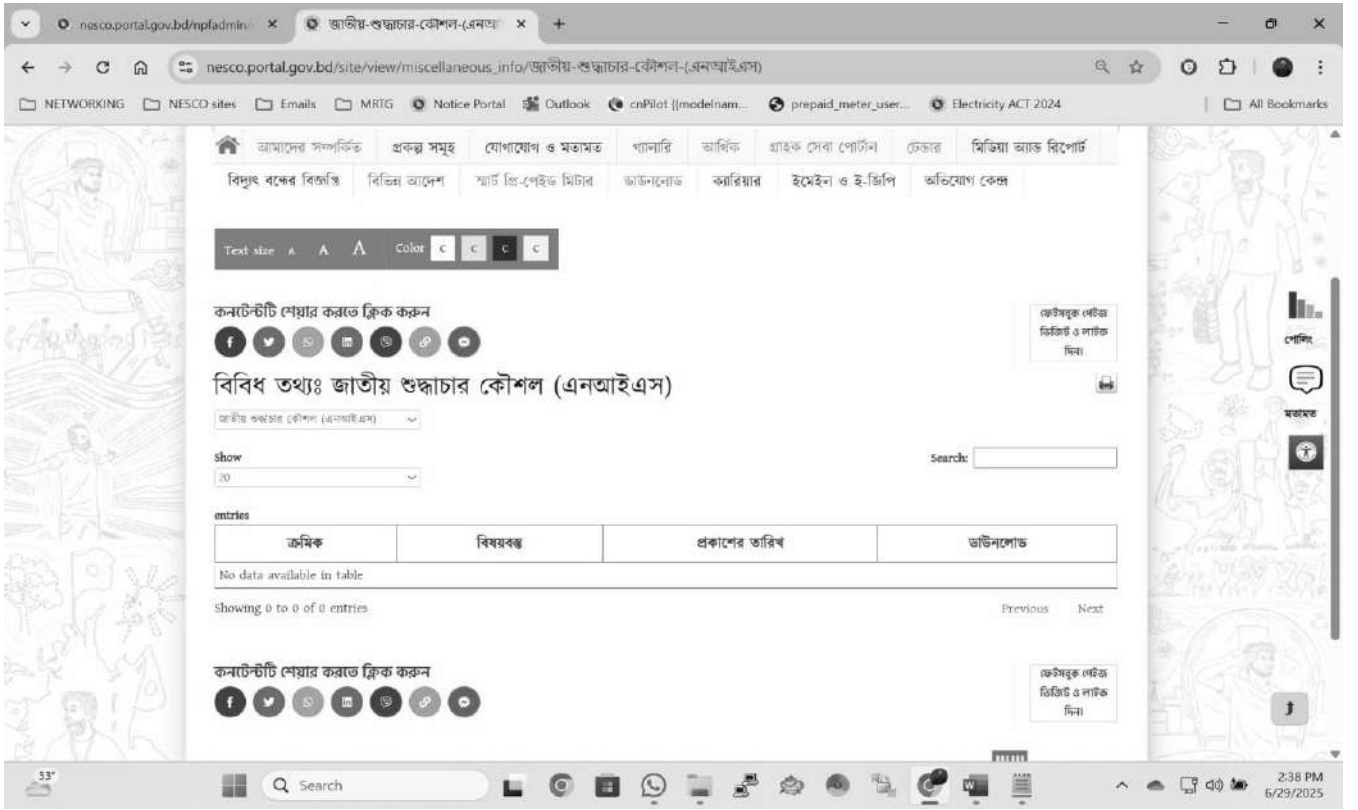 nesco.portal.gov.bd/npfadmin/
জাতীয়-শুদ্ধাচার-কৌশল-(এনআ
nesco.portal.gov.bd/site/view/miscellaneous_info/জাতীয়-শুদ্ধাচার-কৌশল-(এনআইএস)
NETWORKING NESCO sites Emails MRTG Notice Portal Outlook cnPilot {{modelnam... prepaid_meter_user... Electricity ACT 2024 All Bookmarks
আমাদের সম্পর্কিত প্রকল্প সমূহ যোগাযোগ ও মতামত গ্যালারি আর্থিক গ্রাহক সেবা পোর্টাল টেন্ডার মিডিয়া অ্যান্ড রিপোর্ট
বিদ্যুৎ বন্ধের বিজ্ঞপ্তি বিভিন্ন আদেশ স্মার্ট প্রি-পেইড মিটার ডাউনলোড ক্যারিয়ার ইমেইল ও ই-জিপি অভিযোগ কেন্দ্র
Text size A A A Color C C C C
কনটেন্টটি শেয়ার করতে ক্লিক করুন
ফেইসবুক পেইজ
ভিজিট ও লাইক
দিন।
পোলিং
বিবিধ তথ্যঃ জাতীয় শুদ্ধাচার কৌশল (এনআইএস)
জাতীয় শুদ্ধাচার কৌশল (এনআইএস)
মতামত
Show
20
Search:
entries
ক্রমিক বিষয়বস্তু প্রকাশের তারিখ ডাউনলোড
No data available in table
Showing 0 to 0 of 0 entries
Previous Next
কনটেন্টটি শেয়ার করতে ক্লিক করুন
ফেইসবুক পেইজ
ভিজিট ও লাইক
দিন।
33°
Search
2:38 PM
6/29/2025